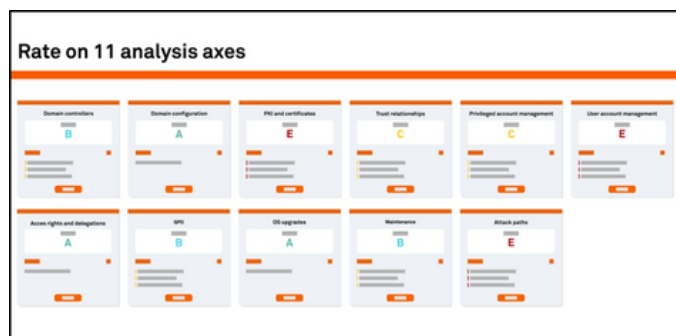 Rate on 11 analysis axes
Domain controllers
B
Domain configuration
A
PKI and certificates
E
Trust relationships
C
Privileged account management
C
User account management
E
Acces rights and delegations
A
GPO
B
OS upgrades
A
Maintenance
B
Attack paths
E